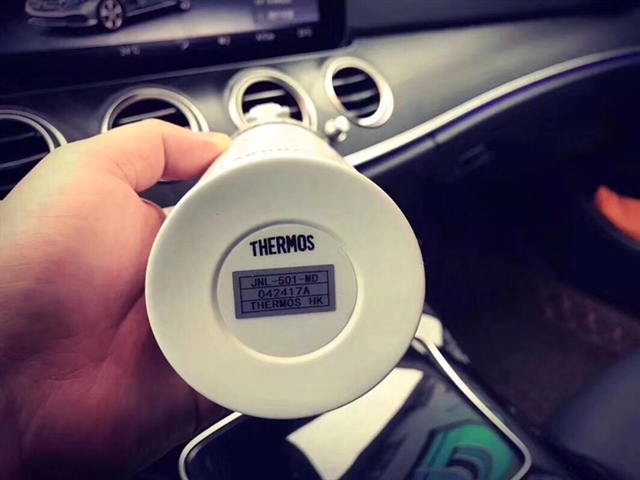 THERMOS
JNL-501-MD
042417A
THERMOS HK